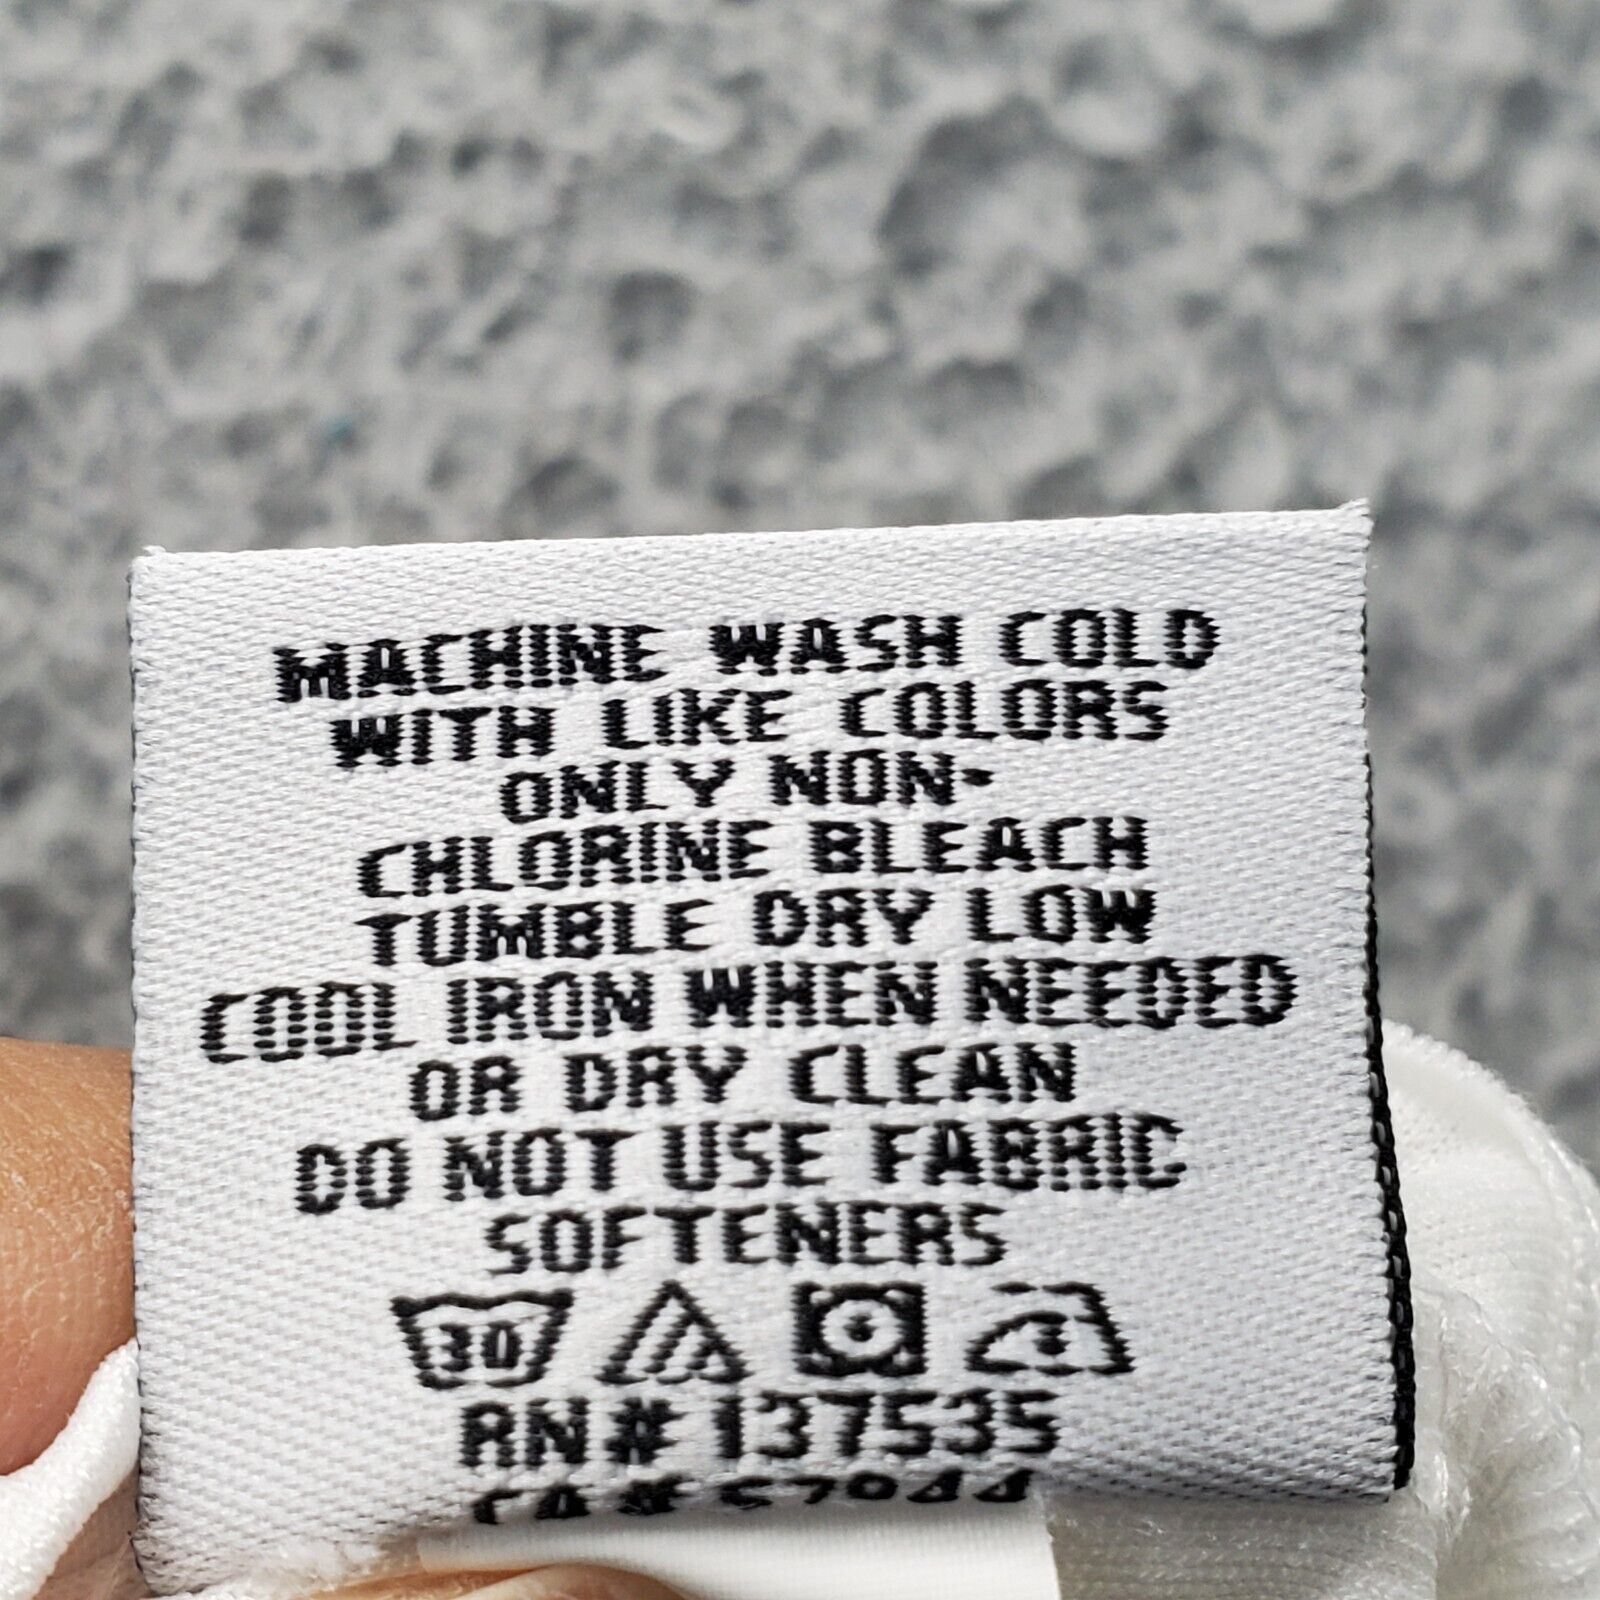 MACHINE WASH COLD
WITH LIKE COLORS
ONLY NON-
CHLORINE BLEACH
TUMBLE DRY LOW
COOL IRON WHEN NEEDED
OR DRY CLEAN
DO NOT USE FABRIC
SOFTENERS
30
RN# 137535
CA#